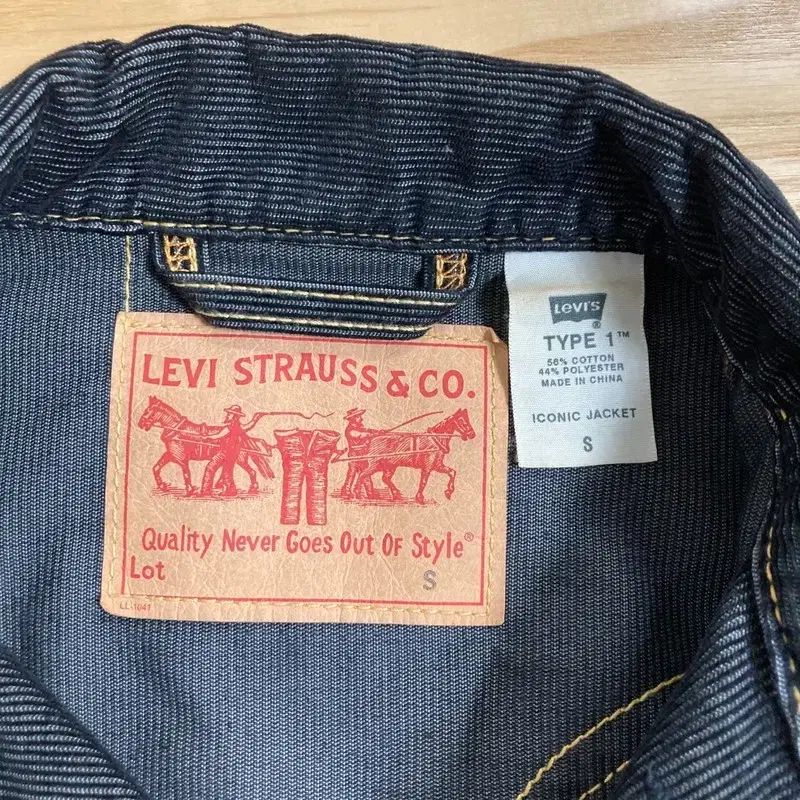 LEVI STRAUSS & CO.
Quality Never Goes Out Of Style®
Lot
S
LL-1041
LEVI'S
®
TYPE 1™
56% COTTON
44% POLYESTER
MADE IN CHINA
ICONIC JACKET
S